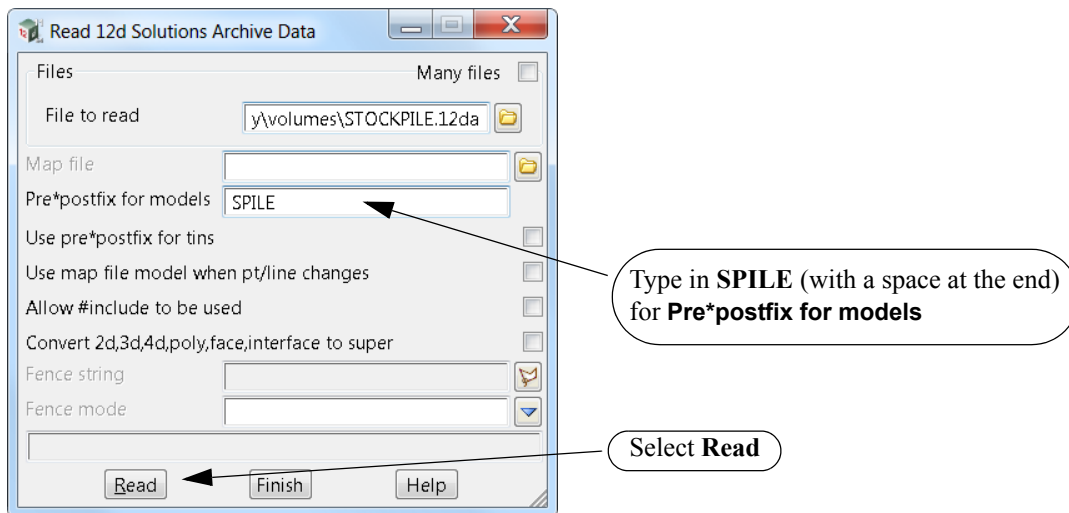 Read 12d Solutions Archive Data
Files
Many files
File to read
y\volumes\STOCKPILE.12da
Map file
Pre*postfix for models
SPILE
Use pre*postfix for tins
Use map file model when pt/line changes
Allow #include to be used
Convert 2d,3d,4d,poly,face,interface to super
Fence string
Fence mode
Read
Finish
Help
Type in SPILE (with a space at the end)
for Pre*postfix for models
Select Read